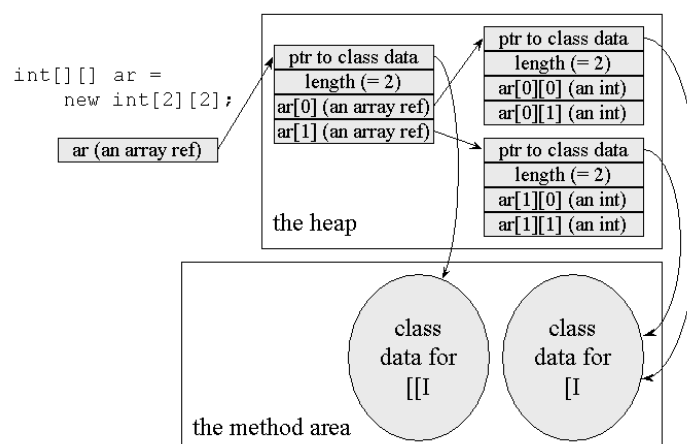 int[][] ar =
new int[2][2];
ar (an array ref)
ptr to class data
length (= 2)
ar[0] (an array ref)
ar[1] (an array ref)
ptr to class data
length (= 2)
ar[0][0] (an int)
ar[0][1] (an int)
ptr to class data
length (= 2)
ar[1][0] (an int)
ar[1][1] (an int)
the heap
class
data for
[[I
class
data for
[I
the method area